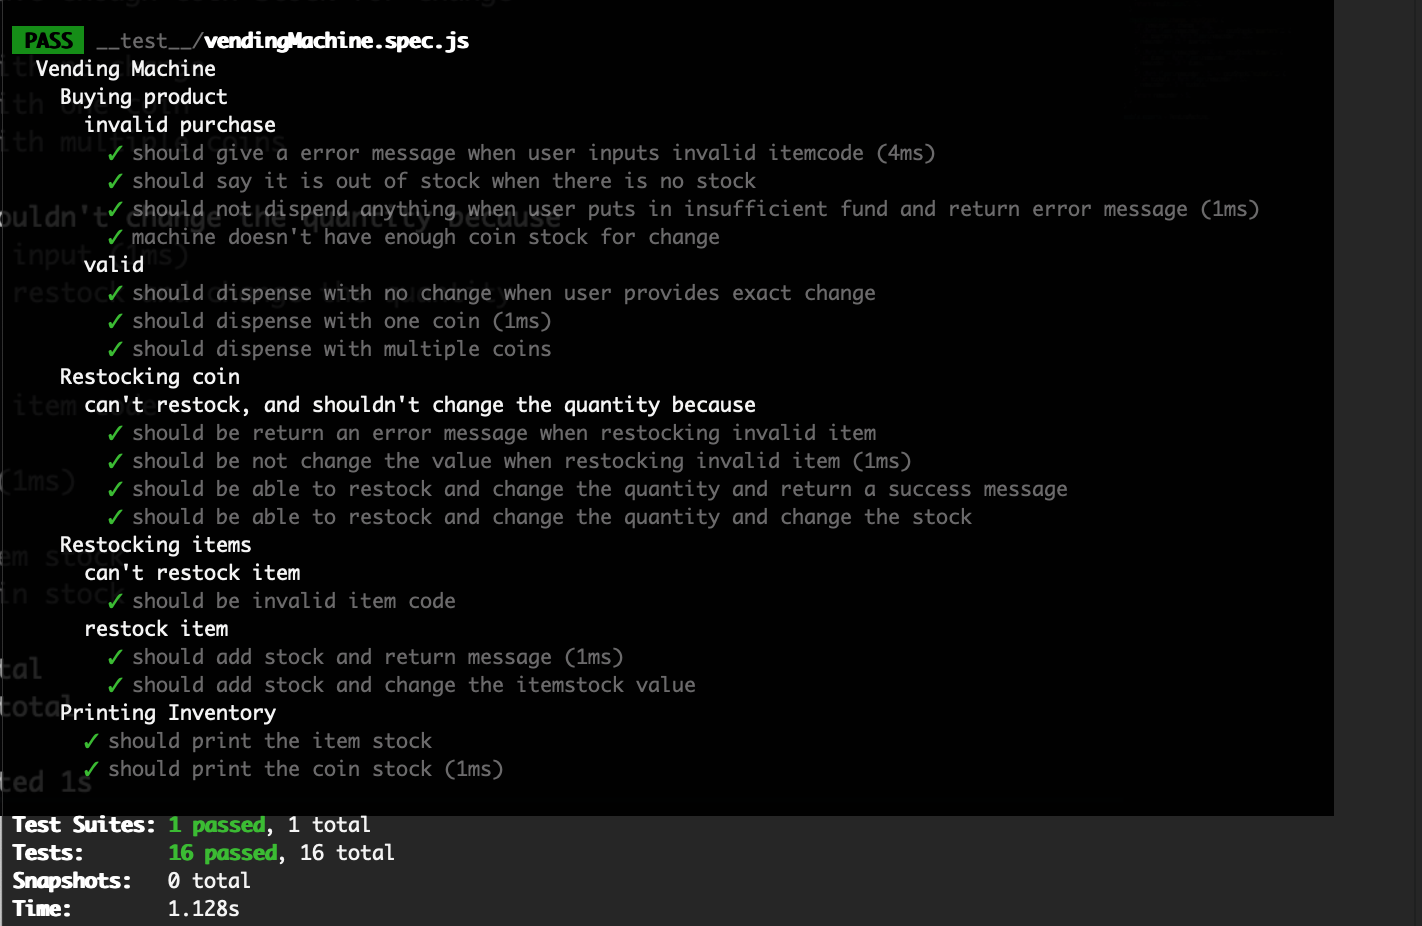 PASS __test__/vendingMachine.spec.js
Vending Machine
Buying product
invalid purchase
✓ should give a error message when user inputs invalid itemcode (4ms)
✓ should say it is out of stock when there is no stock
✓ should not dispend anything when user puts in insufficient fund and return error message (1ms)
✓ machine doesn't have enough coin stock for change
valid
✓ should dispense with no change when user provides exact change
✓ should dispense with one coin (1ms)
✓ should dispense with multiple coins
Restocking coin
can't restock, and shouldn't change the quantity because
✓ should be return an error message when restocking invalid item
✓ should be not change the value when restocking invalid item (1ms)
✓ should be able to restock and change the quantity and return a success message
✓ should be able to restock and change the quantity and change the stock
Restocking items
can't restock item
✓ should be invalid item code
restock item
✓ should add stock and return message (1ms)
✓ should add stock and change the itemstock value
Printing Inventory
✓ should print the item stock
✓ should print the coin stock (1ms)
Test Suites: 1 passed, 1 total
Tests: 16 passed, 16 total
Snapshots: 0 total
Time: 1.128s